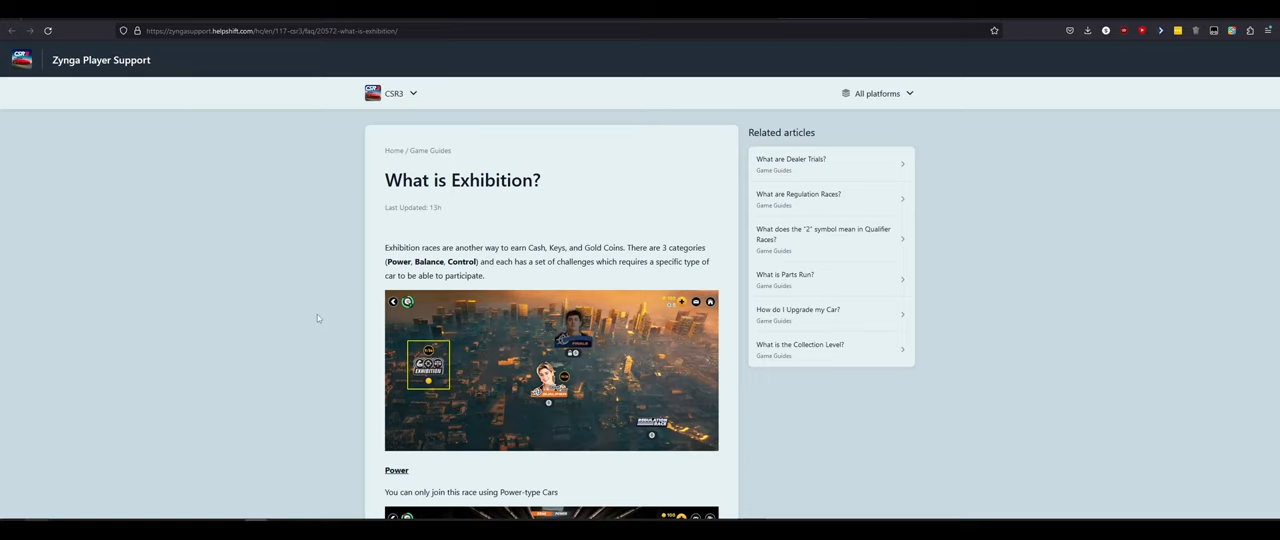 https://zyngasupport.helpshift.com/hc/en/117-csr3/faq/20572-what-is-exhibition/
Zynga Player Support
CSR3
All platforms
Home / Game Guides
What is Exhibition?
Last Updated: 13h
Exhibition races are another way to earn Cash, Keys, and Gold Coins. There are 3 categories
(Power, Balance, Control) and each has a set of challenges which requires a specific type of
car to be able to participate.
EXHIBITION
FINALS
REGULATION
RACE
Power
You can only join this race using Power-type Cars
Related articles
What are Dealer Trials?
Game Guides
What are Regulation Races?
Game Guides
What does the "2" symbol mean in Qualifier
Races?
Game Guides
What is Parts Run?
Game Guides
How do I Upgrade my Car?
Game Guides
What is the Collection Level?
Game Guides